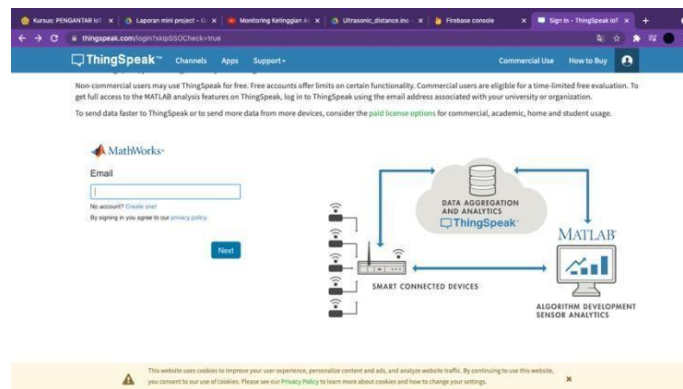 Kursus: PENGANTAR IoT
Laporan mini project - G
Monitoring Ketinggian A
Ultrasonic_distance.ino
Firebase console
Sign In - ThingSpeak IoT
thingspeak.com/login?skipSSOCheck=true
ThingSpeak™ Channels Apps Support Commercial Use How to Buy
Non-commercial users may use ThingSpeak for free. Free accounts offer limits on certain functionality. Commercial users are eligible for a time-limited free evaluation. To
get full access to the MATLAB analysis features on ThingSpeak, log in to ThingSpeak using the email address associated with your university or organization.
To send data faster to ThingSpeak or to send more data from more devices, consider the paid license options for commercial, academic, home and student usage.
MathWorks®
Email
No account? Create one!
By signing in you agree to our privacy policy.
Next
DATA AGGREGATION
AND ANALYTICS
ThingSpeak™
MATLAB®
SMART CONNECTED DEVICES
ALGORITHM DEVELOPMENT
SENSOR ANALYTICS
This website uses cookies to improve your user experience, personalize content and ads, and analyze website traffic. By continuing to use this website,
you consent to our use of cookies. Please see our Privacy Policy to learn more about cookies and how to change your settings.